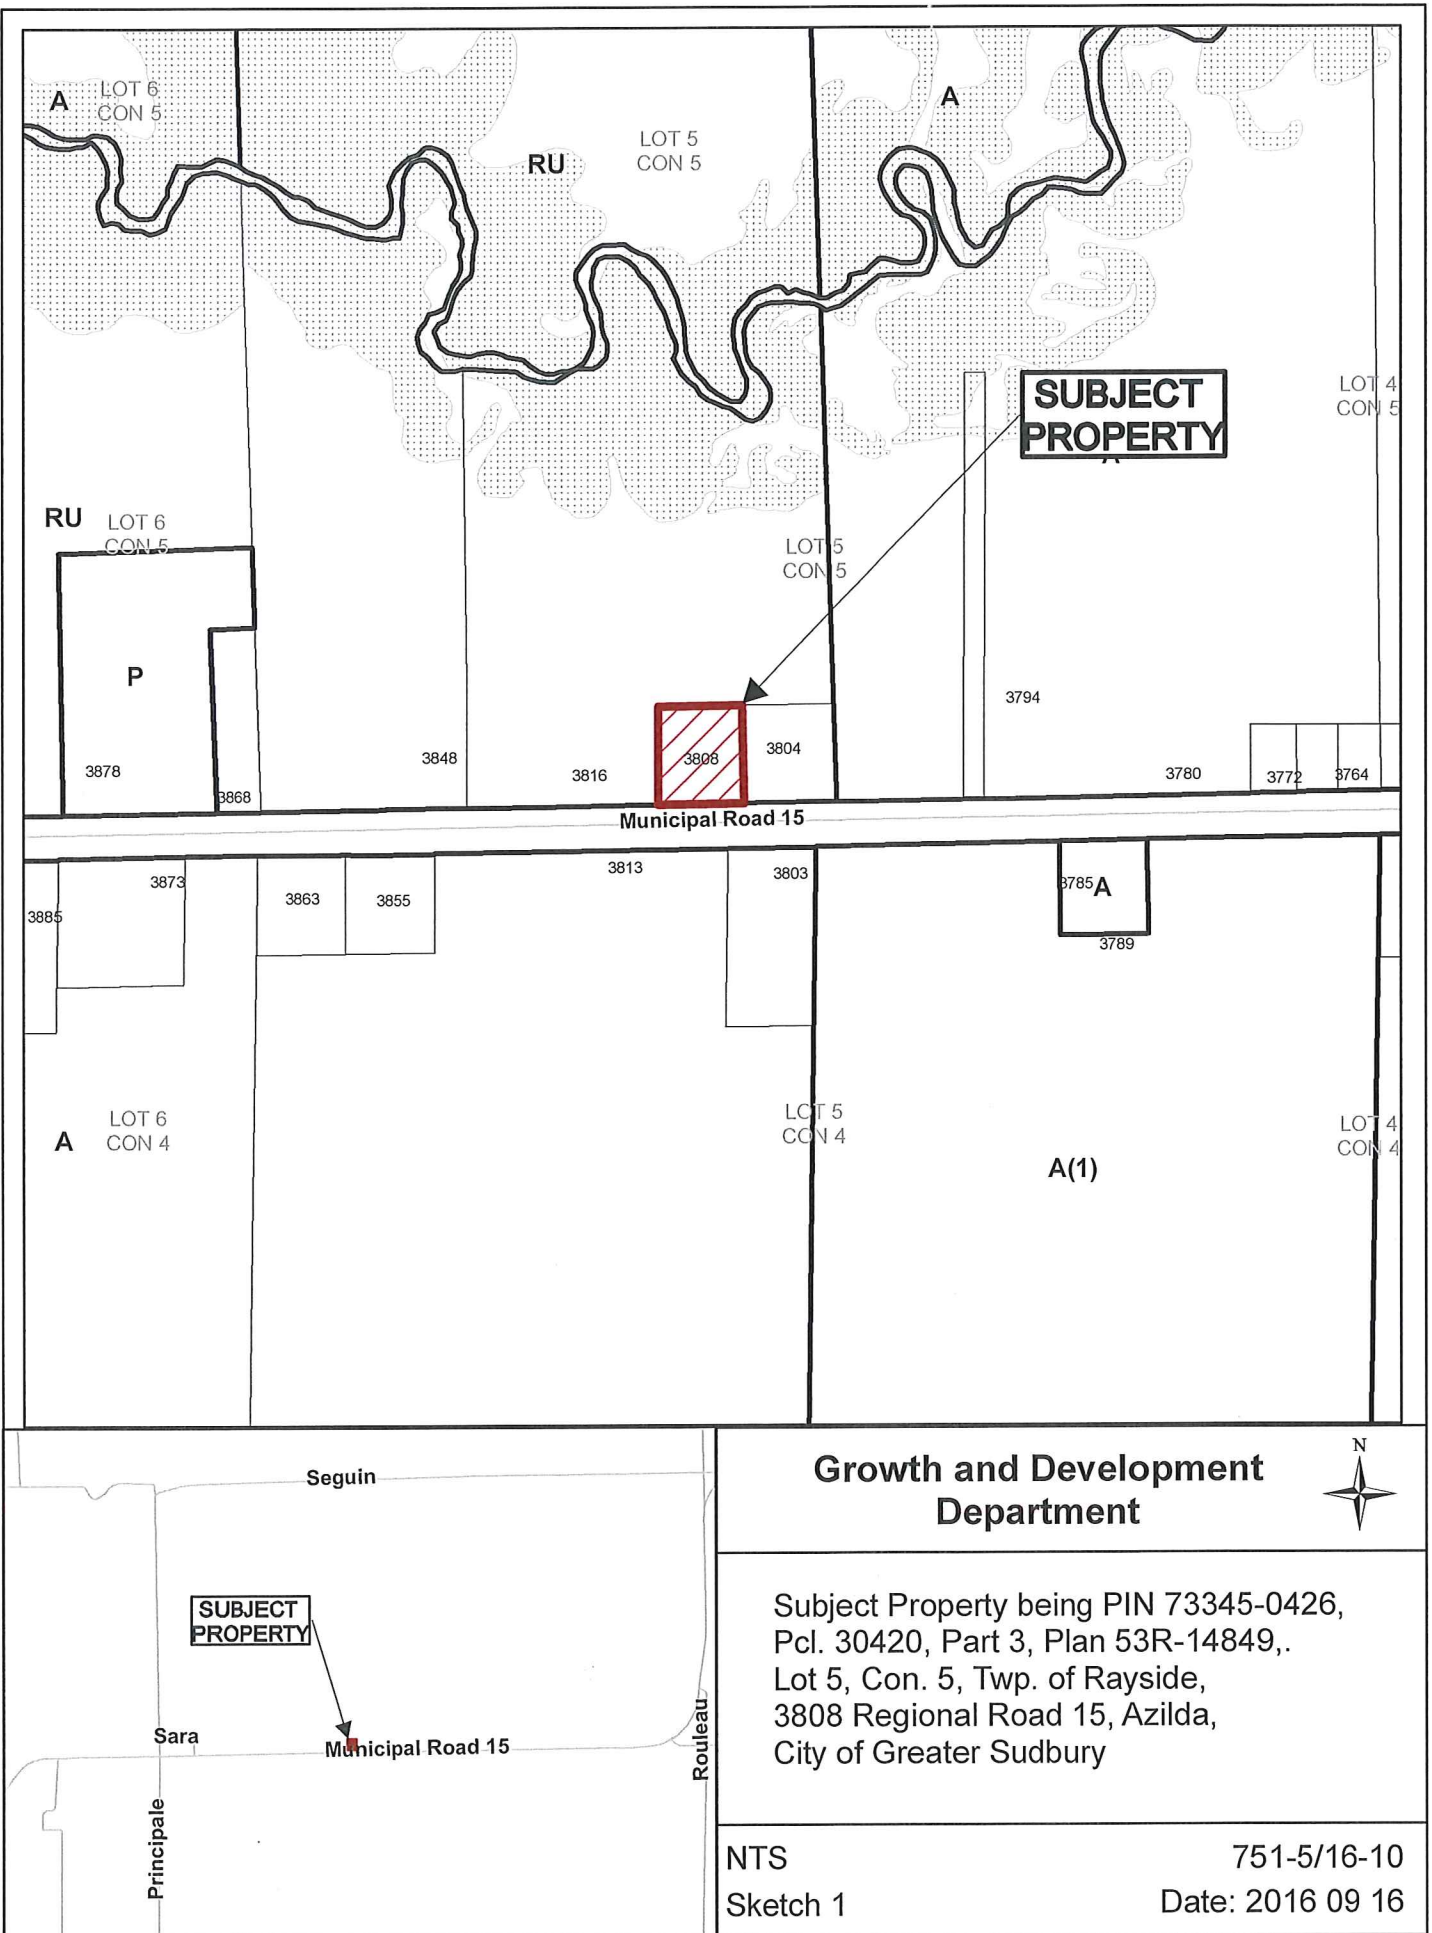 A
LOT 6
CON 5
RU
LOT 5
CON 5
A
SUBJECT
PROPERTY
A
LOT 4
CON 5
RU
LOT 6
CON 5
LOT 5
CON 5
P
3794
3878
3868
3848
3816
3808
3804
3780
3772
3764
Municipal Road 15
3885
3873
3863
3855
3813
3803
3785
A
3789
A
LOT 6
CON 4
LOT 5
CON 4
A(1)
LOT 4
CON 4
Seguin
SUBJECT
PROPERTY
Sara
Municipal Road 15
Rouleau
Principale
Growth and Development
Department
N
Subject Property being PIN 73345-0426,
Pcl. 30420, Part 3, Plan 53R-14849,.
Lot 5, Con. 5, Twp. of Rayside,
3808 Regional Road 15, Azilda,
City of Greater Sudbury
NTS
751-5/16-10
Sketch 1
Date: 2016 09 16